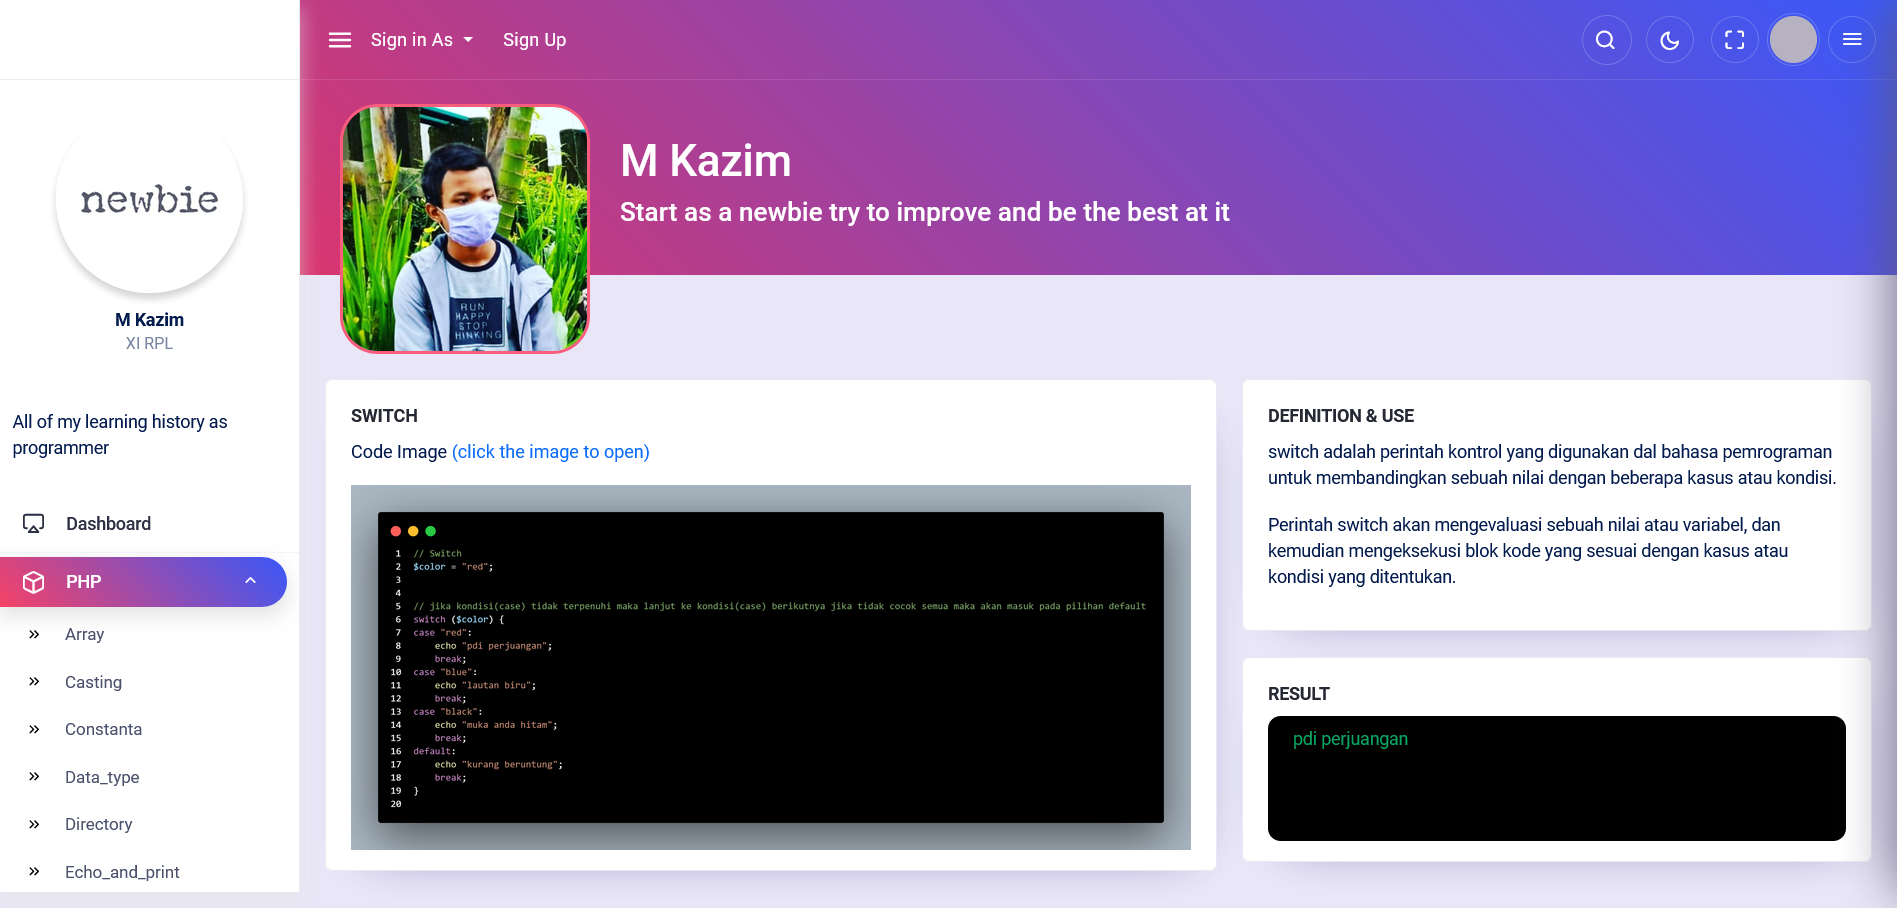 Sign in As
Sign Up
newbie
M Kazim
XI RPL
All of my learning history as
programmer
Dashboard
PHP
Array
Casting
Constanta
Data_type
Directory
Echo_and_print
RUN
HAPPY
STOP
THINKING
M Kazim
Start as a newbie try to improve and be the best at it
SWITCH
Code Image (click the image to open)
1 // Switch
2 $color = "red";
3
4
5 // jika kondisi(case) tidak terpenuhi maka lanjut ke kondisi(case) berikutnya jika tidak cocok semua maka akan masuk pada pilihan default
6 switch ($color) {
7 case "red":
8 echo "pdi perjuangan";
9 break;
10 case "blue":
11 echo "lautan biru";
12 break;
13 case "black":
14 echo "muka anda hitam";
15 break;
16 default:
17 echo "kurang beruntung";
18 break;
19 }
20
DEFINITION & USE
switch adalah perintah kontrol yang digunakan dal bahasa pemrograman
untuk membandingkan sebuah nilai dengan beberapa kasus atau kondisi.
Perintah switch akan mengevaluasi sebuah nilai atau variabel, dan
kemudian mengeksekusi blok kode yang sesuai dengan kasus atau
kondisi yang ditentukan.
RESULT
pdi perjuangan